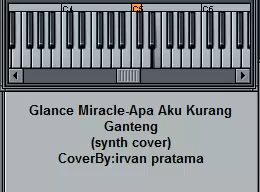 C4 C5 C6
Glance Miracle-Apa Aku Kurang
Ganteng
(synth cover)
CoverBy:irvan pratama